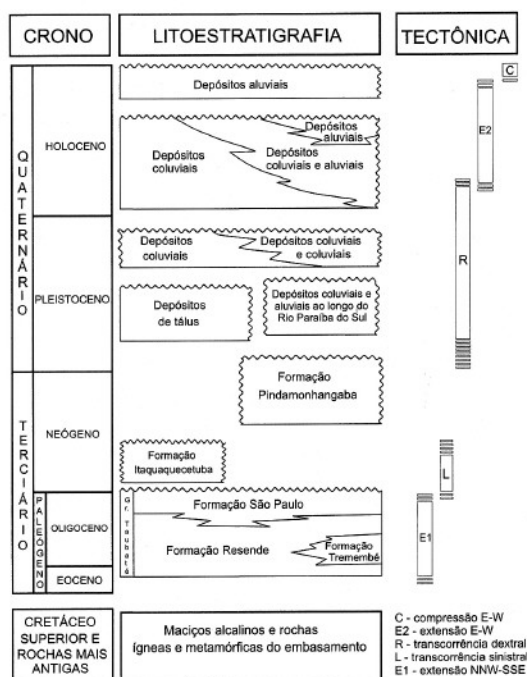 CRONO
LITOESTRATIGRAFIA
TECTÔNICA
QUATERNÁRIO
HOLOCENO
PLEISTOCENO
TERCIÁRIO
NEÓGENO
PALEÓGENO
OLIGOCENO
EOCENO
Depósitos aluviais
Depósitos
coluviais
Depósitos
aluviais
Depósitos
coluviais e aluviais
Depósitos
coluviais
Depósitos coluviais
e coluviais
Depósitos
de tálus
Depósitos coluviais e
aluviais ao longo do
Rio Paraíba do Sul
Formação
Pindamonhangaba
Formação
Itaquaquecetuba
Gr. Taubaté
Formação São Paulo
Formação Resende
Formação
Tremembé
C
E2
R
L
E1
CRETÁCEO
SUPERIOR E
ROCHAS MAIS
ANTIGAS
Maciços alcalinos e rochas
ígneas e metamórficas do embasamento
C - compressão E-W
E2 - extensão E-W
R - transcorrência dextral
L - transcorrência sinistral
E1 - extensão NNW-SSE